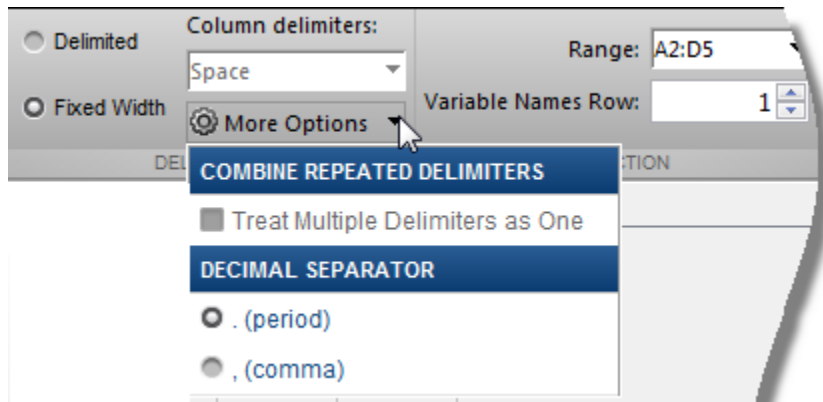 Delimited
Column delimiters:
Space
Fixed Width
More Options
Range: A2:D5
Variable Names Row: 1
COMBINE REPEATED DELIMITERS
Treat Multiple Delimiters as One
DECIMAL SEPARATOR
. (period)
, (comma)